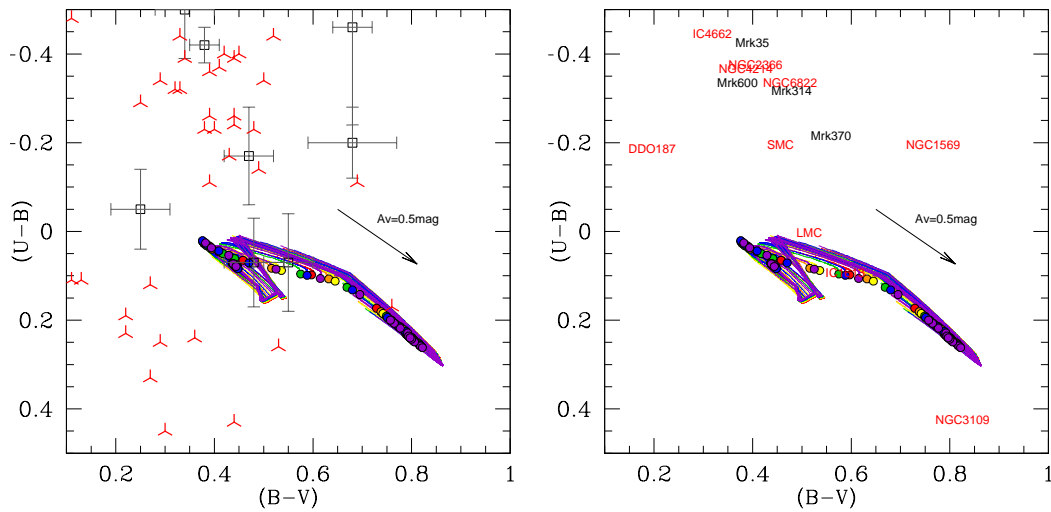 IC4662
Mrk35
-0.4
-0.4
NGC2366
NGC4214
Mrk600
NGC6822
Mrk314
-0.2
-0.2
Mrk370
DDO187
SMC
NGC1569
(U-B)
Av=0.5mag
(U-B)
Av=0.5mag
0
0
LMC
0.2
0.2
0.4
0.4
NGC3109
0.2
0.4
0.6
0.8
1
0.2
0.4
0.6
0.8
1
(B-V)
(B-V)